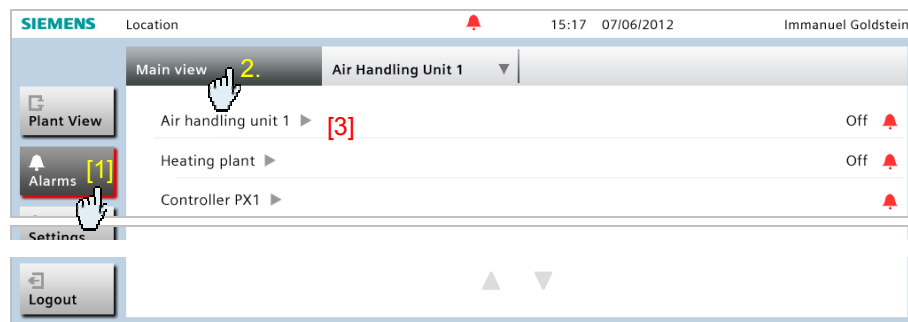 SIEMENS Location 15:17 07/06/2012 Immanuel Goldstein
Main view 2. Air Handling Unit 1
Plant View
Air handling unit 1 [3] Off
Heating plant Off
Alarms [1]
Controller PX1
Settings
Logout